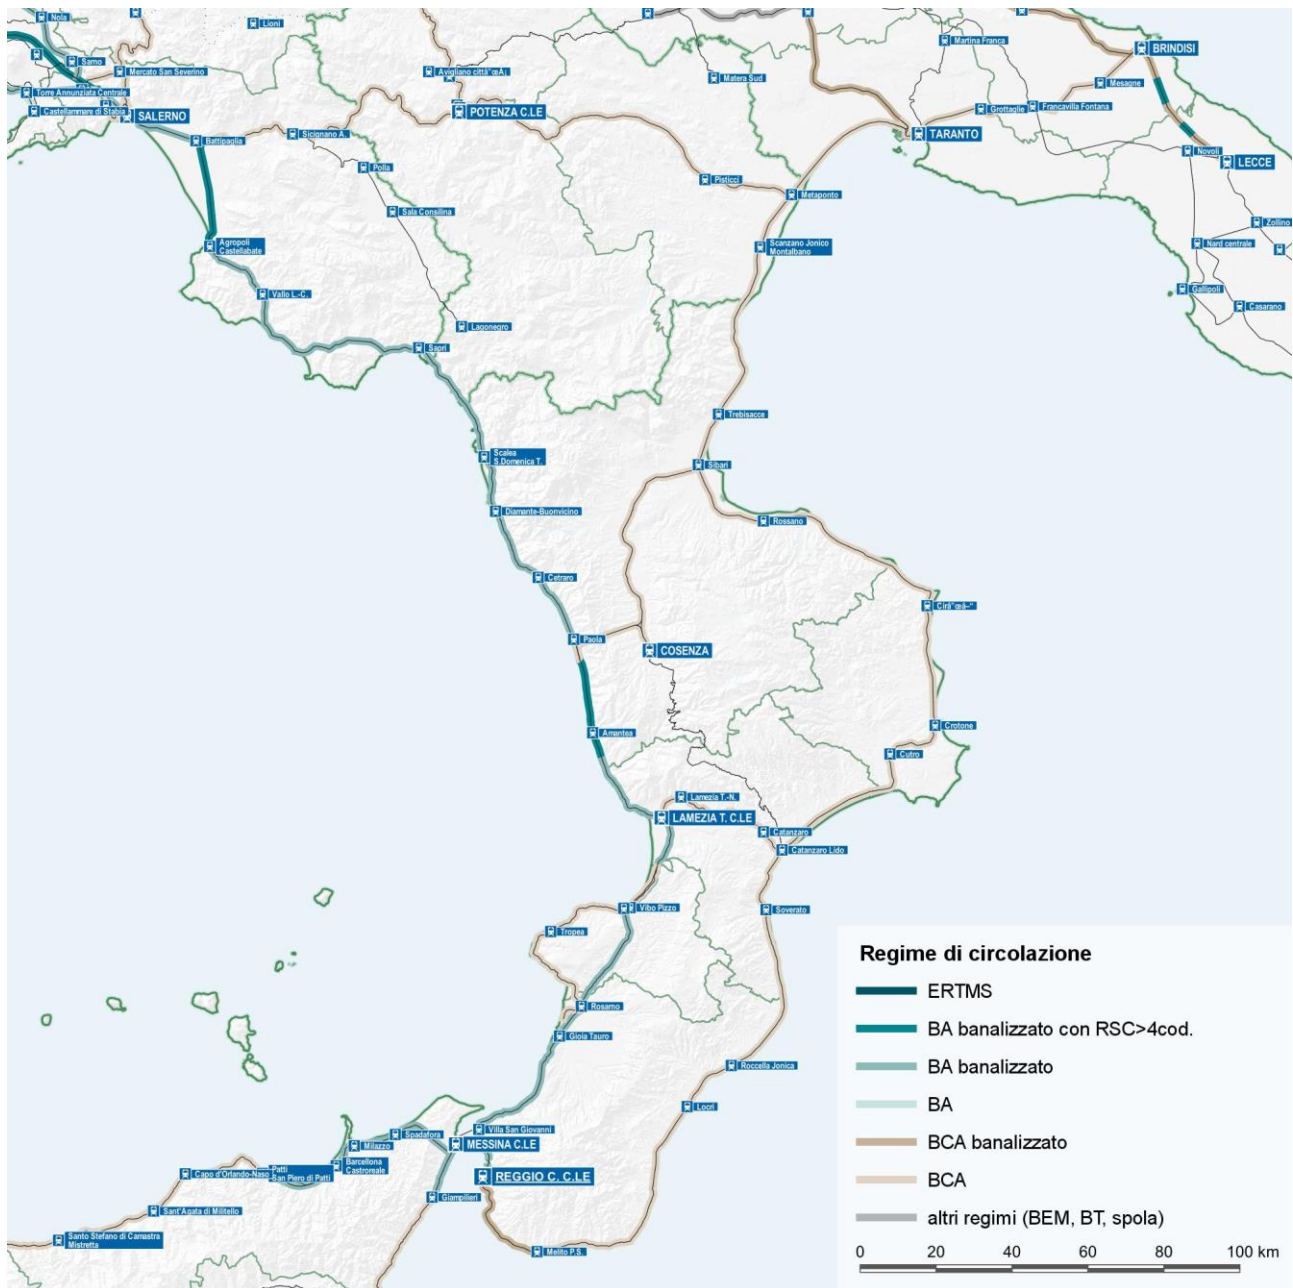 Nola
Lioni
Sarno
Mercato San Severino
Torre Annunziata Centrale
Castellammare di Stabia
SALERNO
Battipaglia
Sicignano A.
Polla
Sala Consilina
Avigliano cittâ"œÂ¡
POTENZA C.LE
Matera Sud
Martina Franca
BRINDISI
Mesagne
Grottaglie
Francavilla Fontana
TARANTO
Novoli
LECCE
Pisticci
Metaponto
Zollino
Agropoli
Castellabate
Scanzano Jonico
Montalbano
Nard centrale
Vallo L.-C.
Gallipoli
Casarano
Lagonegro
Sapri
Trebisacce
Scalea
S.Domenica T.
Sibari
Diamante-Buonvicino
Rossano
Cetraro
Cirâ"œâ–"
Paola
COSENZA
Amantea
Crotone
Cutro
Lamezia T.-N.
LAMEZIA T. C.LE
Catanzaro
Catanzaro Lido
Vibo Pizzo
Soverato
Tropea
Rosarno
Gioia Tauro
Roccella Jonica
Locri
Villa San Giovanni
Spadafora
Milazzo
MESSINA C.LE
Barcellona
Castroreale
Patti
San Piero di Patti
Capo d'Orlando-Naso
REGGIO C. C.LE
Giampilieri
Sant'Agata di Militello
Santo Stefano di Camastra
Mistretta
Melito P.S.
Regime di circolazione
ERTMS
BA banalizzato con RSC>4cod.
BA banalizzato
BA
BCA banalizzato
BCA
altri regimi (BEM, BT, spola)
0 20 40 60 80 100 km